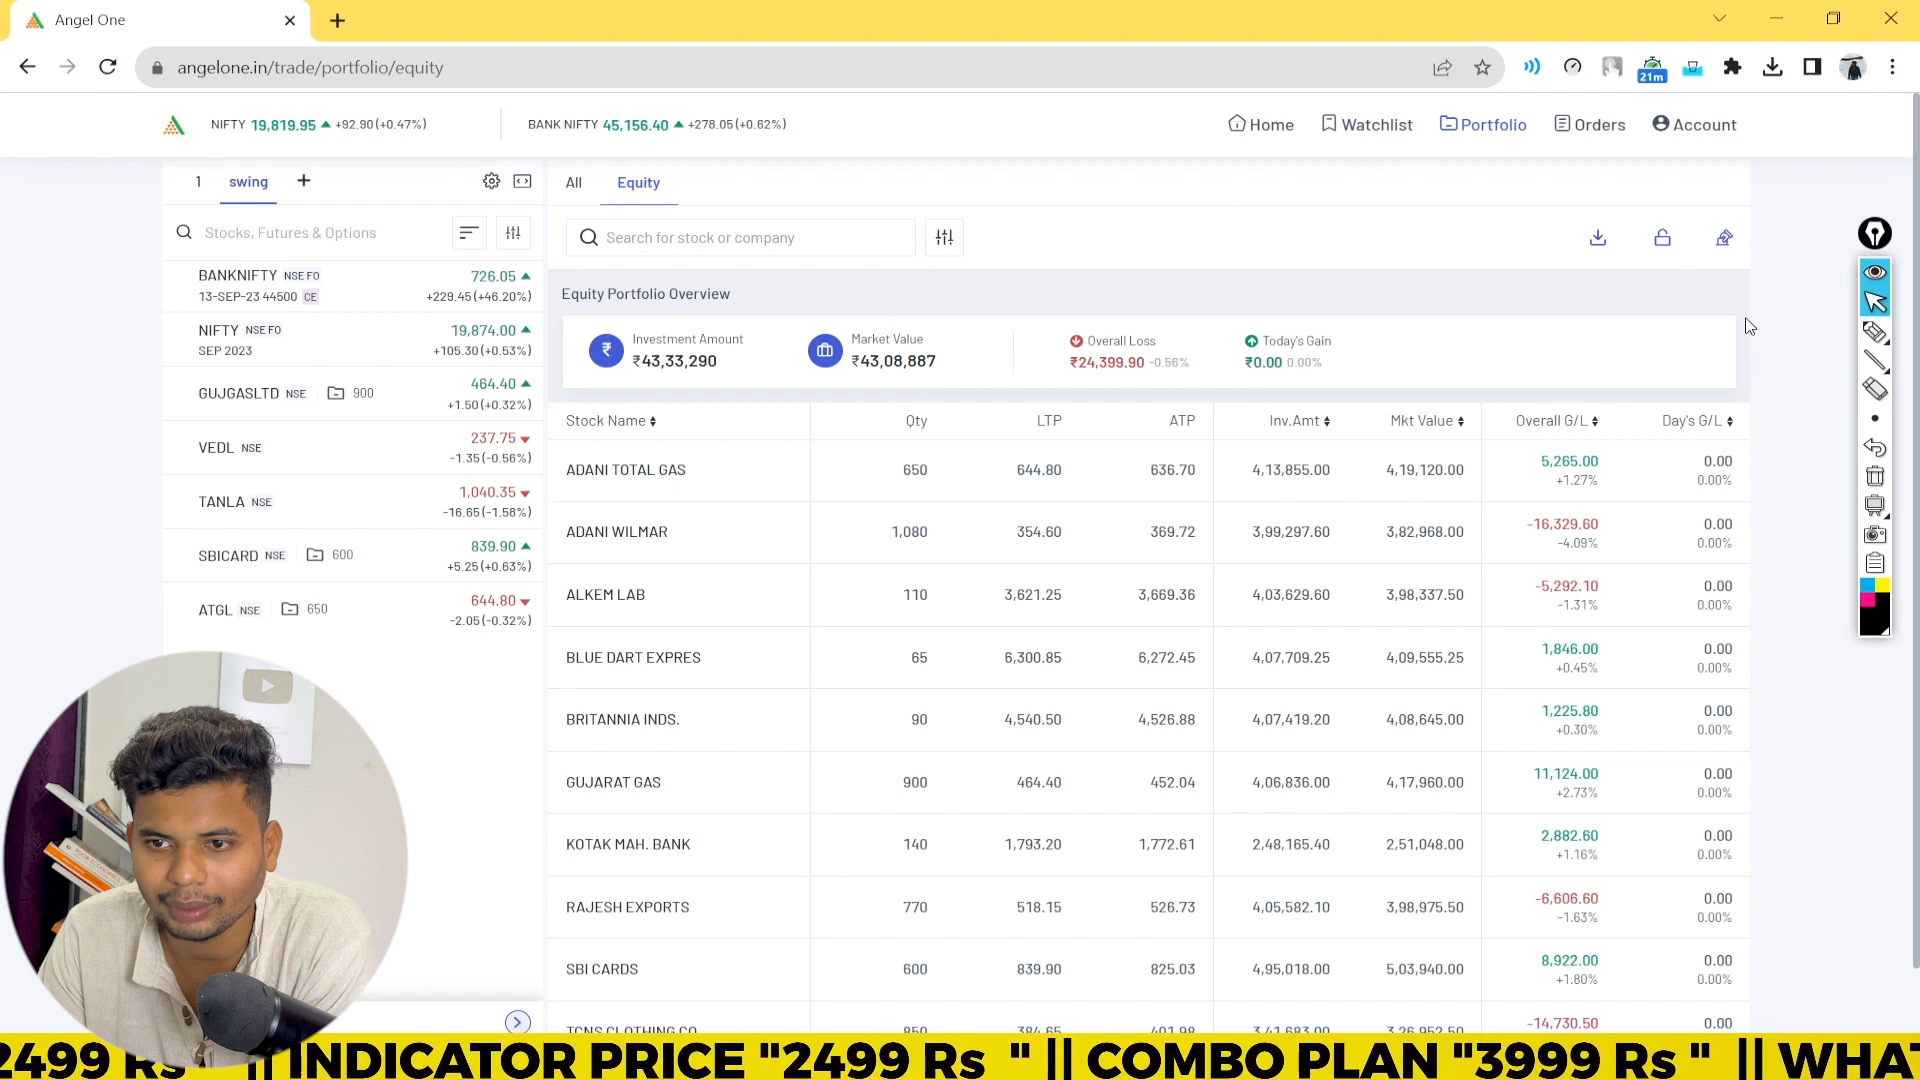 Angel One
angelone.in/trade/portfolio/equity
21m
NIFTY 19,819.95 +92.90(+0.47%)
BANK NIFTY 45,156.40 +278.05(+0.62%)
Home
Watchlist
Portfolio
Orders
Account
1 swing +
Stocks, Futures & Options
BANKNIFTY NSE FO 726.05
13-SEP-23 44500 CE +229.45(+46.20%)
NIFTY NSE FO 19,874.00
SEP 2023 +105.30(+0.53%)
GUJGASLTD NSE 900 464.40
+1.50(+0.32%)
VEDL NSE 237.75
-1.35(-0.56%)
TANLA NSE 1,040.35
-16.65(-1.58%)
SBICARD NSE 600 839.90
+5.25(+0.63%)
ATGL NSE 650 644.80
-2.05(-0.32%)
All Equity
Search for stock or company
Equity Portfolio Overview
Investment Amount
₹43,33,290
Market Value
₹43,08,887
Overall Loss
₹24,399.90 -0.56%
Today's Gain
₹0.00 0.00%
Stock Name Qty LTP ATP Inv.Amt Mkt Value Overall G/L Day's G/L
ADANI TOTAL GAS 650 644.80 636.70 4,13,855.00 4,19,120.00 5,265.00 0.00
+1.27% 0.00%
ADANI WILMAR 1,080 354.60 369.72 3,99,297.60 3,82,968.00 -16,329.60 0.00
-4.09% 0.00%
ALKEM LAB 110 3,621.25 3,669.36 4,03,629.60 3,98,337.50 -5,292.10 0.00
-1.31% 0.00%
BLUE DART EXPRES 65 6,300.85 6,272.45 4,07,709.25 4,09,555.25 1,846.00 0.00
+0.45% 0.00%
BRITANNIA INDS. 90 4,540.50 4,526.88 4,07,419.20 4,08,645.00 1,225.80 0.00
+0.30% 0.00%
GUJARAT GAS 900 464.40 452.04 4,06,836.00 4,17,960.00 11,124.00 0.00
+2.73% 0.00%
KOTAK MAH. BANK 140 1,793.20 1,772.61 2,48,165.40 2,51,048.00 2,882.60 0.00
+1.16% 0.00%
RAJESH EXPORTS 770 518.15 526.73 4,05,582.10 3,98,975.50 -6,606.60 0.00
-1.63% 0.00%
SBI CARDS 600 839.90 825.03 4,95,018.00 5,03,940.00 8,922.00 0.00
+1.80% 0.00%
TCNS CLOTHING CO 850 384.65 401.98 3,41,683.00 3,26,952.50 -14,730.50 0.00
2499 Rs " || INDICATOR PRICE "2499 Rs " || COMBO PLAN "3999 Rs " || WHAT